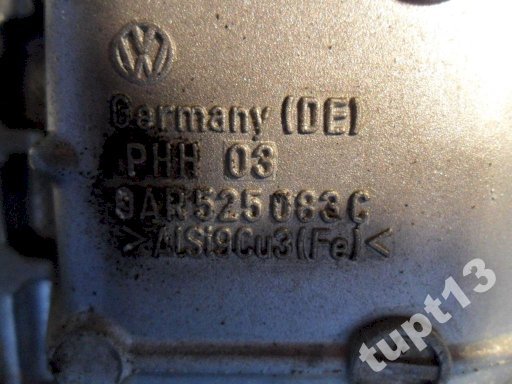 VW
Germany (DE)
PHH 03
0AR525083C
>ALSi9Cu3(Fe)<
tupt13